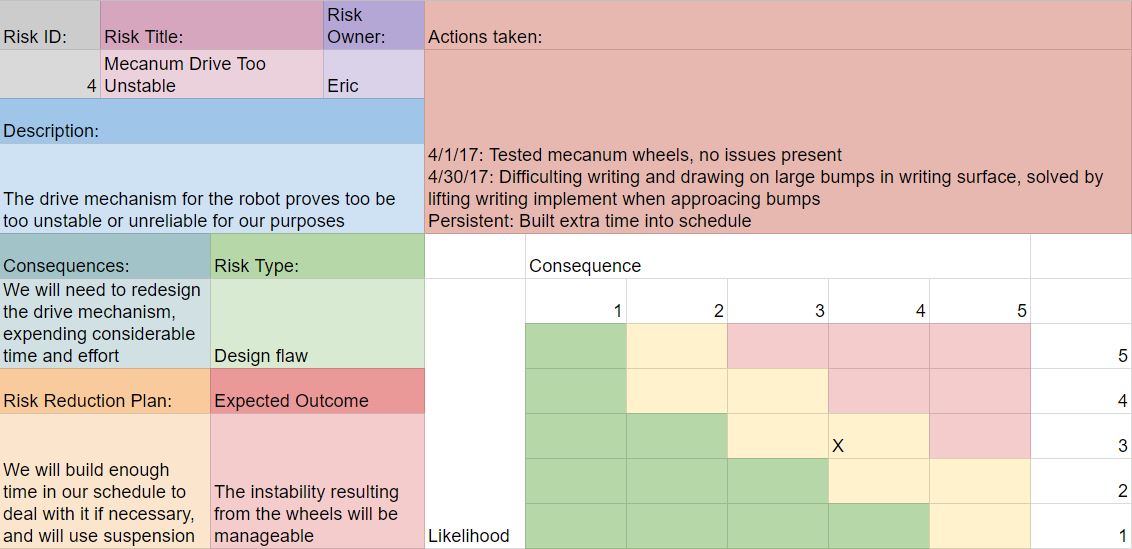 Risk ID:
Risk Title:
Risk
Owner:
Actions taken:
4
Mecanum Drive Too
Unstable
Eric
Description:
4/1/17: Tested mecanum wheels, no issues present
4/30/17: Difficulting writing and drawing on large bumps in writing surface, solved by
lifting writing implement when approacing bumps
Persistent: Built extra time into schedule
The drive mechanism for the robot proves too be
too unstable or unreliable for our purposes
Consequences:
Risk Type:
Consequence
We will need to redesign
the drive mechanism,
expending considerable
time and effort
Design flaw
1 2 3 4 5
5
Risk Reduction Plan:
Expected Outcome
4
X
3
We will build enough
time in our schedule to
deal with it if necessary,
and will use suspension
The instability resulting
from the wheels will be
manageable
2
Likelihood
1